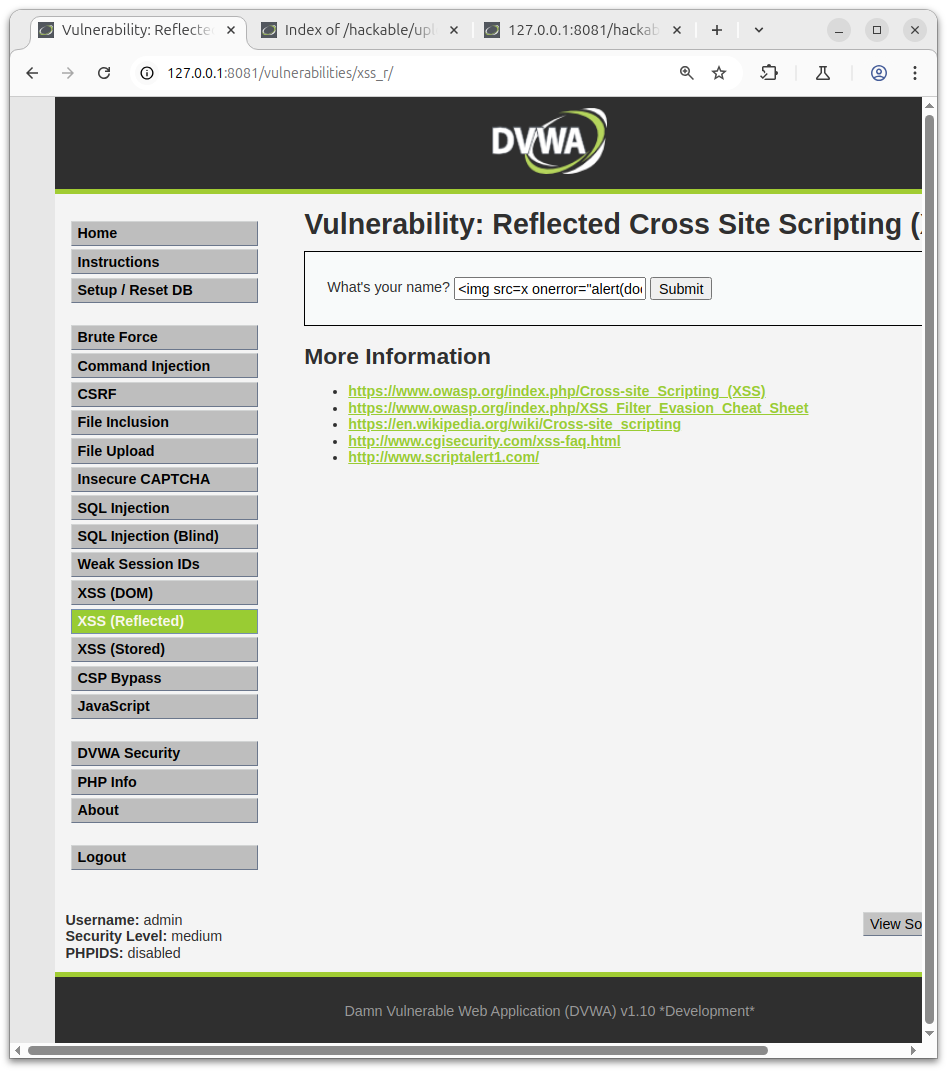 Vulnerability: Reflecte
Index of /hackable/upl
127.0.0.1:8081/hackab
127.0.0.1:8081/vulnerabilities/xss_r/
DVWA
Home
Instructions
Setup / Reset DB
Brute Force
Command Injection
CSRF
File Inclusion
File Upload
Insecure CAPTCHA
SQL Injection
SQL Injection (Blind)
Weak Session IDs
XSS (DOM)
XSS (Reflected)
XSS (Stored)
CSP Bypass
JavaScript
DVWA Security
PHP Info
About
Logout
Vulnerability: Reflected Cross Site Scripting (
What's your name? <img src=x onerror="alert(do Submit
More Information
https://www.owasp.org/index.php/Cross-site_Scripting_(XSS)
https://www.owasp.org/index.php/XSS_Filter_Evasion_Cheat_Sheet
https://en.wikipedia.org/wiki/Cross-site_scripting
http://www.cgisecurity.com/xss-faq.html
http://www.scriptalert1.com/
Username: admin
Security Level: medium
PHPIDS: disabled
View So
Damn Vulnerable Web Application (DVWA) v1.10 *Development*